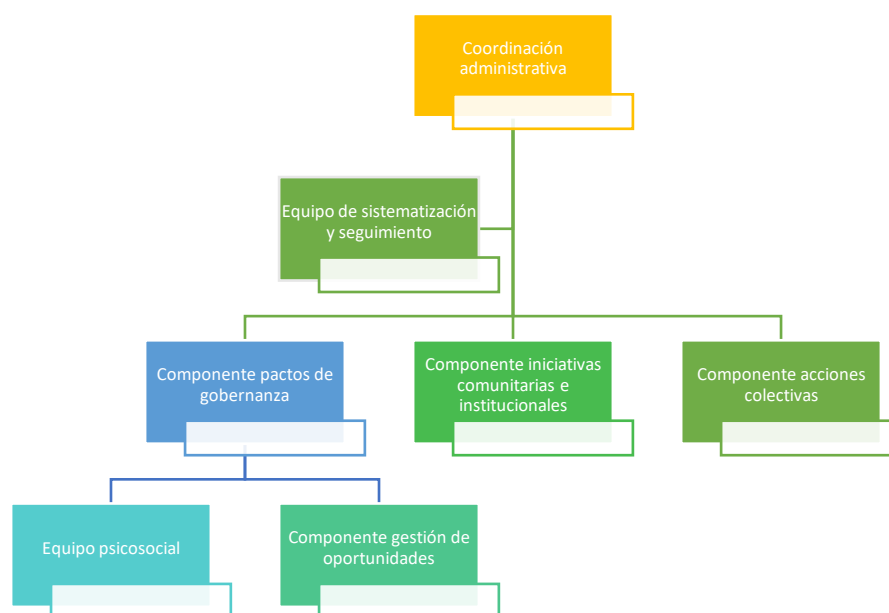 Coordinación
administrativa
Equipo de sistematización
y seguimiento
Componente pactos de
gobernanza
Componente iniciativas
comunitarias e
institucionales
Componente acciones
colectivas
Equipo psicosocial
Componente gestión de
oportunidades